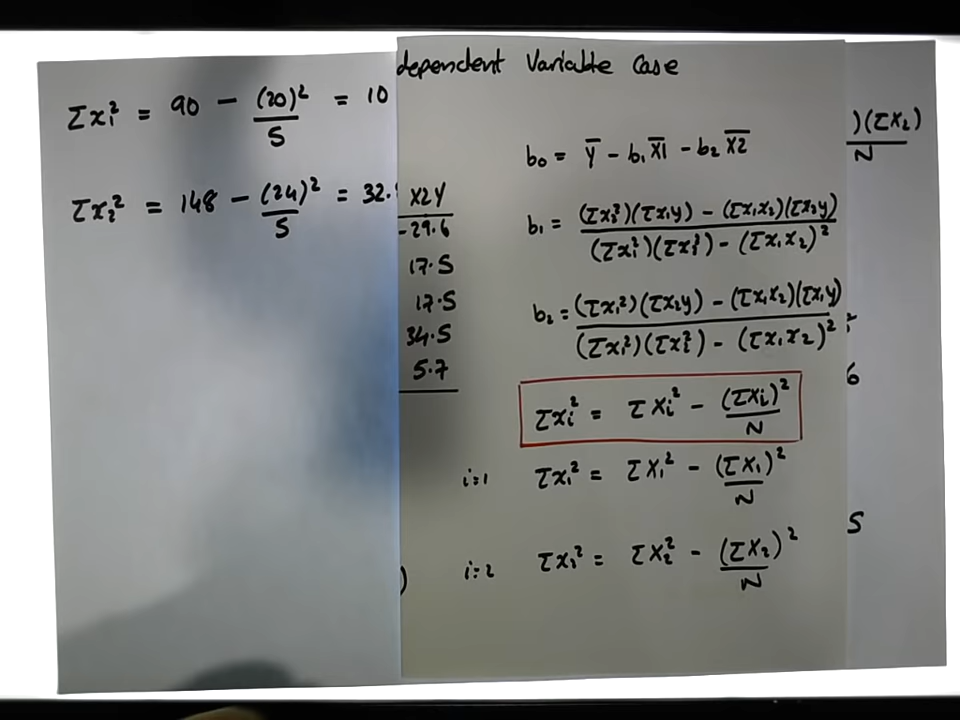 Σx₁² = 90 − (20)²/5 = 10
Σx₂² = 148 − (24)²/5 = 32.
X2Y
-29.6
17.5
17.5
34.5
5.7
dependent Variable Case
b₀ = Y̅ − b₁X̅1̅ − b₂X̅2̅
b₁ = (Σx₂²)(Σx₁y) − (Σx₁x₂)(Σx₂y) / (Σx₁²)(Σx₂²) − (Σx₁x₂)²
b₂ = (Σx₁²)(Σx₂y) − (Σx₁x₂)(Σx₁y) / (Σx₁²)(Σx₂²) − (Σx₁x₂)²
Σxᵢ² = ΣXᵢ² − (ΣXᵢ)²/N
i=1 Σx₁² = ΣX₁² − (ΣX₁)²/N
i=2 Σx₂² = ΣX₂² − (ΣX₂)²/N
)(ΣX₂)
N
6
5
)